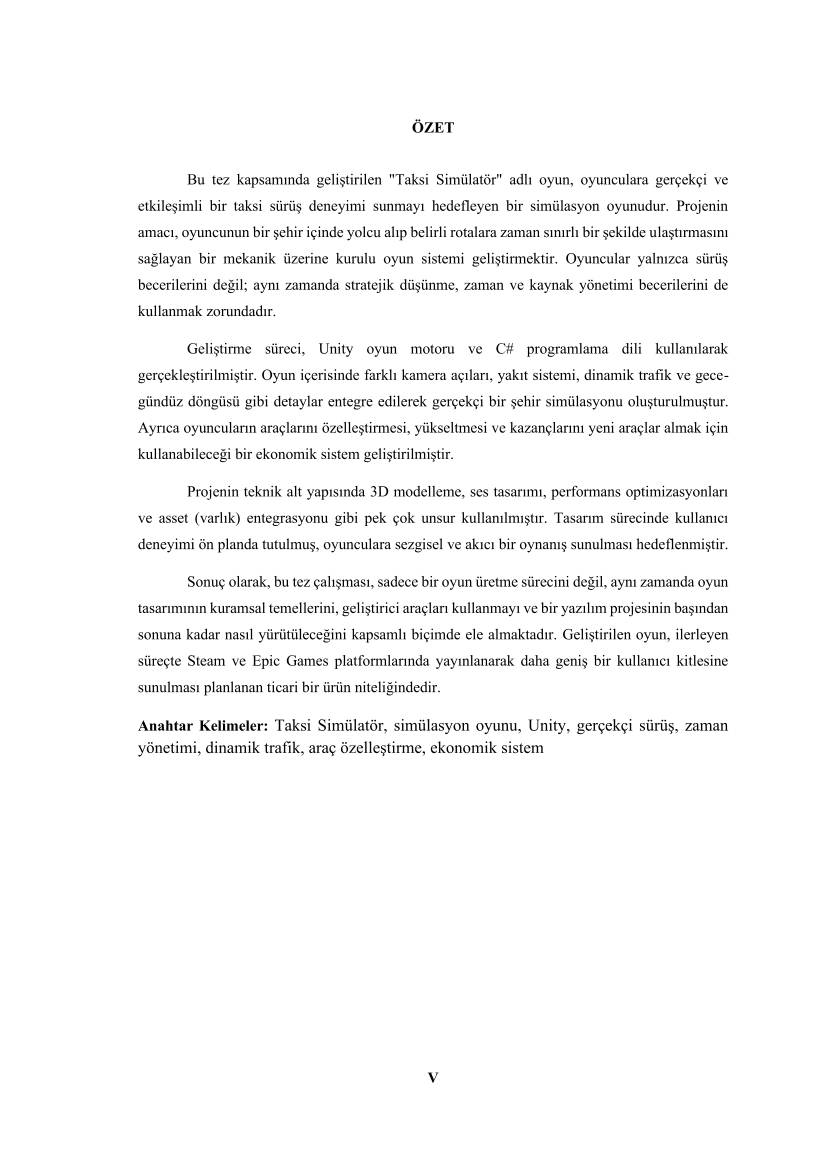 ÖZET
Bu tez kapsamında geliştirilen "Taksi Simülatör" adlı oyun, oyunculara gerçekçi ve
etkileşimli bir taksi sürüş deneyimi sunmayı hedefleyen bir simülasyon oyunudur. Projenin
amacı, oyuncunun bir şehir içinde yolcu alıp belirli rotalara zaman sınırlı bir şekilde ulaştırmasını
sağlayan bir mekanik üzerine kurulu oyun sistemi geliştirmektir. Oyuncular yalnızca sürüş
becerilerini değil; aynı zamanda stratejik düşünme, zaman ve kaynak yönetimi becerilerini de
kullanmak zorundadır.
Geliştirme süreci, Unity oyun motoru ve C# programlama dili kullanılarak
gerçekleştirilmiştir. Oyun içerisinde farklı kamera açıları, yakıt sistemi, dinamik trafik ve gece-
gündüz döngüsü gibi detaylar entegre edilerek gerçekçi bir şehir simülasyonu oluşturulmuştur.
Ayrıca oyuncuların araçlarını özelleştirmesi, yükseltmesi ve kazançlarını yeni araçlar almak için
kullanabileceği bir ekonomik sistem geliştirilmiştir.
Projenin teknik alt yapısında 3D modelleme, ses tasarımı, performans optimizasyonları
ve asset (varlık) entegrasyonu gibi pek çok unsur kullanılmıştır. Tasarım sürecinde kullanıcı
deneyimi ön planda tutulmuş, oyunculara sezgisel ve akıcı bir oynanış sunulması hedeflenmiştir.
Sonuç olarak, bu tez çalışması, sadece bir oyun üretme sürecini değil, aynı zamanda oyun
tasarımının kuramsal temellerini, geliştirici araçları kullanmayı ve bir yazılım projesinin başından
sonuna kadar nasıl yürütüleceğini kapsamlı biçimde ele almaktadır. Geliştirilen oyun, ilerleyen
süreçte Steam ve Epic Games platformlarında yayınlanarak daha geniş bir kullanıcı kitlesine
sunulması planlanan ticari bir ürün niteliğindedir.
Anahtar Kelimeler: Taksi Simülatör, simülasyon oyunu, Unity, gerçekçi sürüş, zaman
yönetimi, dinamik trafik, araç özelleştirme, ekonomik sistem
V